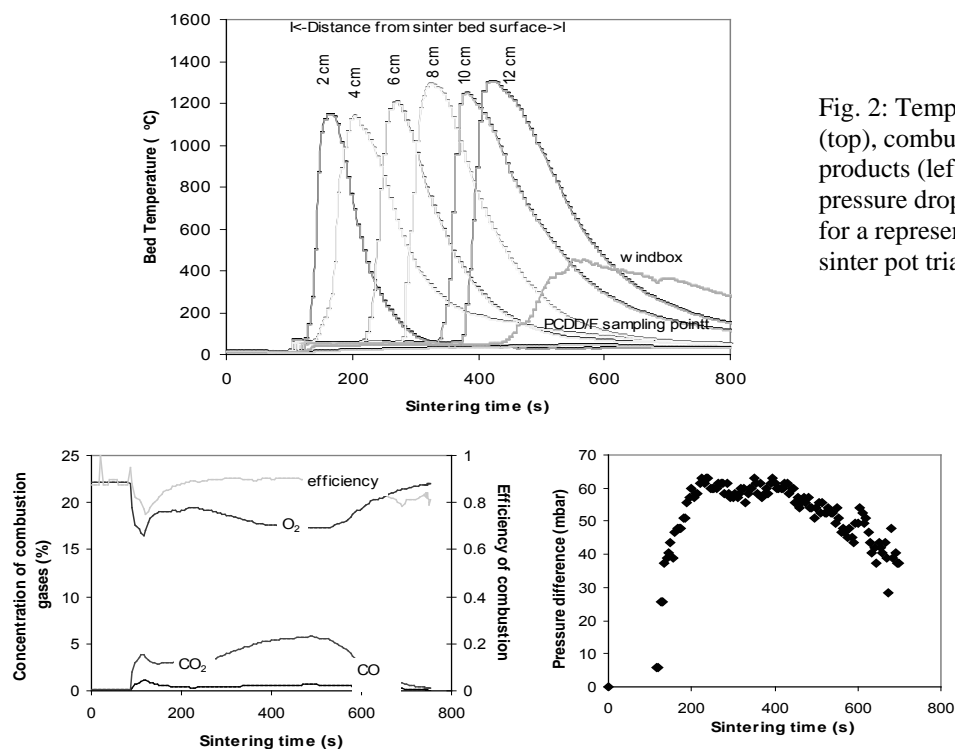 I<-Distance from sinter bed surface->I
1600
1400
1200
1000
800
600
400
200
0
Bed Temperature ( ºC)
2 cm
4 cm
6 cm
8 cm
10 cm
12 cm
windbox
PCDD/F sampling pointt
0 200 400 600 800
Sintering time (s)
Fig. 2: Temp
(top), combu
products (left
pressure drop
for a represen
sinter pot tria
25
20
15
10
5
0
Concentration of combustion
gases (%)
efficiency
O2
CO2
CO
1
0.8
0.6
0.4
0.2
0
Efficiency of combustion
0 200 400 600 800
Sintering time (s)
70
60
50
40
30
20
10
0
Pressure difference (mbar)
0 200 400 600 800
Sintering time (s)